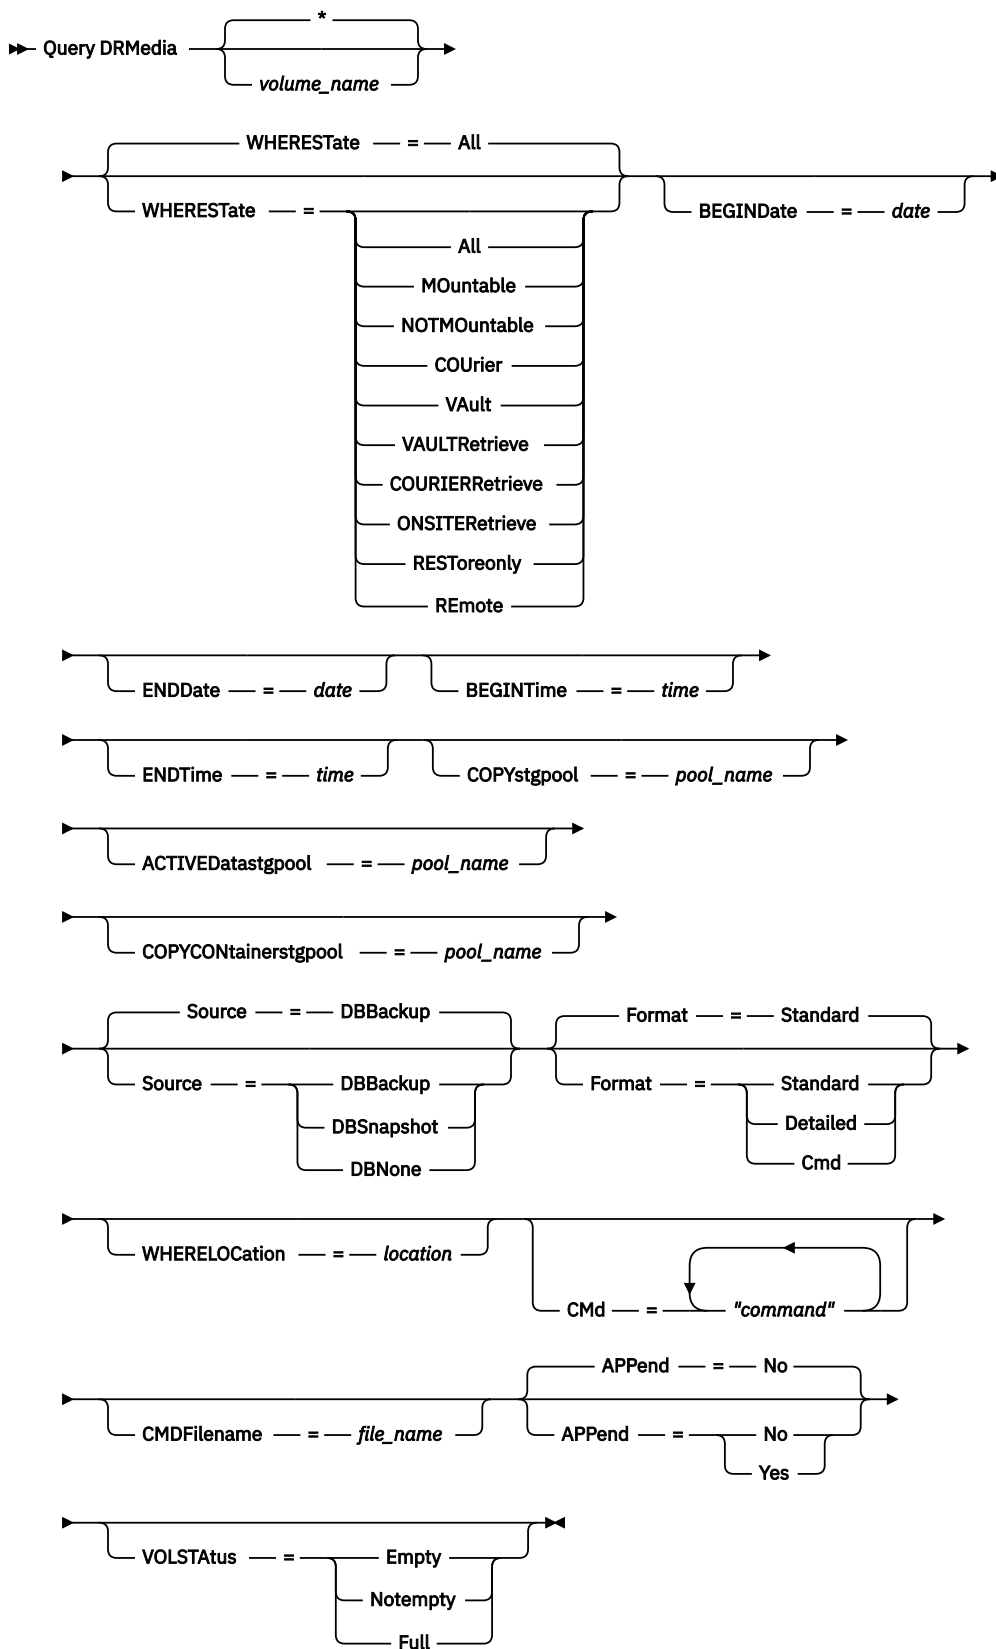 *
Query DRMedia
volume_name
WHERESTate = All
WHERESTate =
BEGINDate = date
All
MOuntable
NOTMOuntable
COUrier
VAult
VAULTRetrieve
COURIERRetrieve
ONSITERetrieve
RESToreonly
REmote
ENDDate = date
BEGINTime = time
ENDTime = time
COPYstgpool = pool_name
ACTIVEDatastgpool = pool_name
COPYCONtainerstgpool = pool_name
Source = DBBackup
Format = Standard
Source = DBBackup
Format = Standard
DBSnapshot
Detailed
DBNone
Cmd
WHERELOCation = location
CMd = "command"
APPend = No
CMDFilename = file_name
APPend = No
Yes
VOLSTAtus = Empty
Notempty
Full